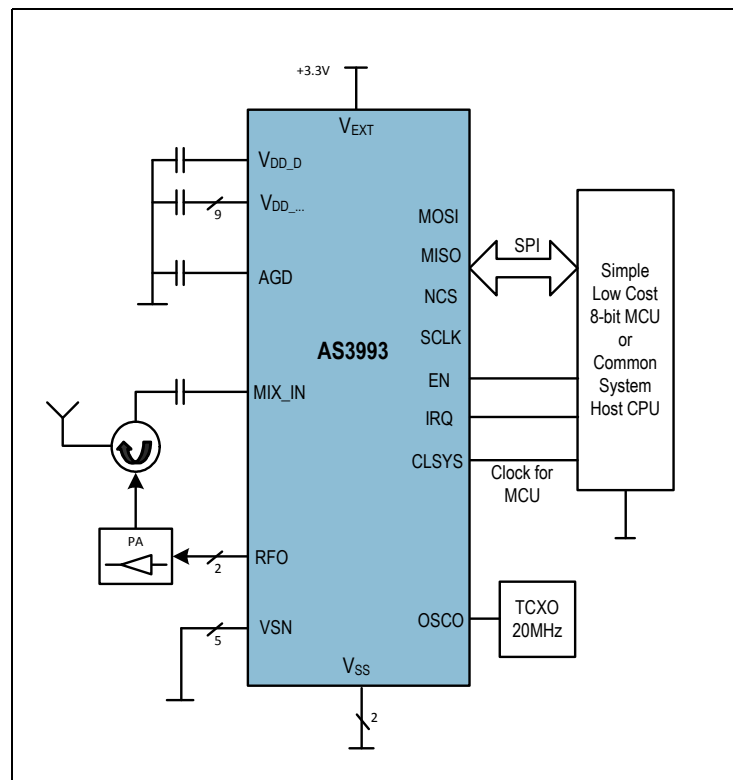 +3.3V
VEXT
VDD_D
VDD_...
9
AGD
MOSI
MISO
NCS
SCLK
SPI
Simple
Low Cost
8-bit MCU
or
Common
System
Host CPU
AS3993
MIX_IN
EN
IRQ
CLSYS
Clock for
MCU
PA
RFO
2
VSN
5
OSCO
TCXO
20MHz
VSS
2